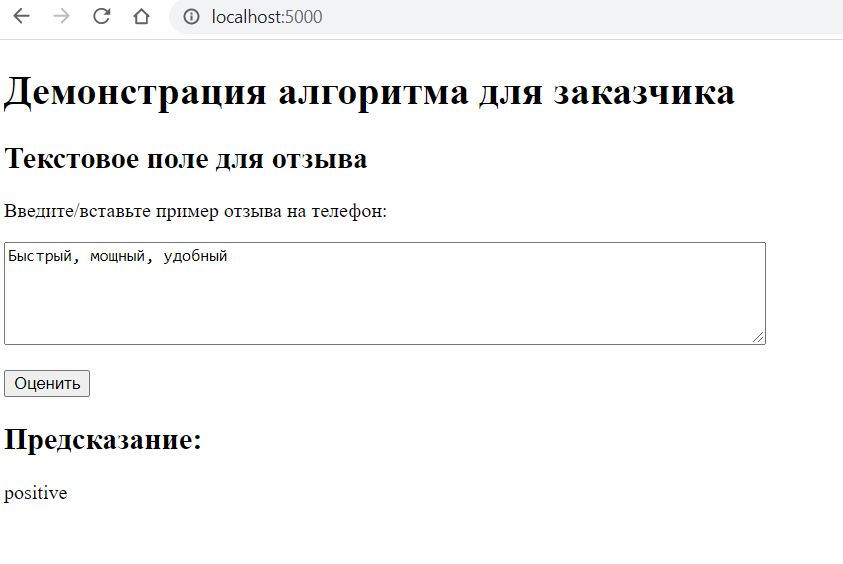 localhost:5000
Демонстрация алгоритма для заказчика
Текстовое поле для отзыва
Введите/вставьте пример отзыва на телефон:
Быстрый, мощный, удобный
Оценить
Предсказание:
positive